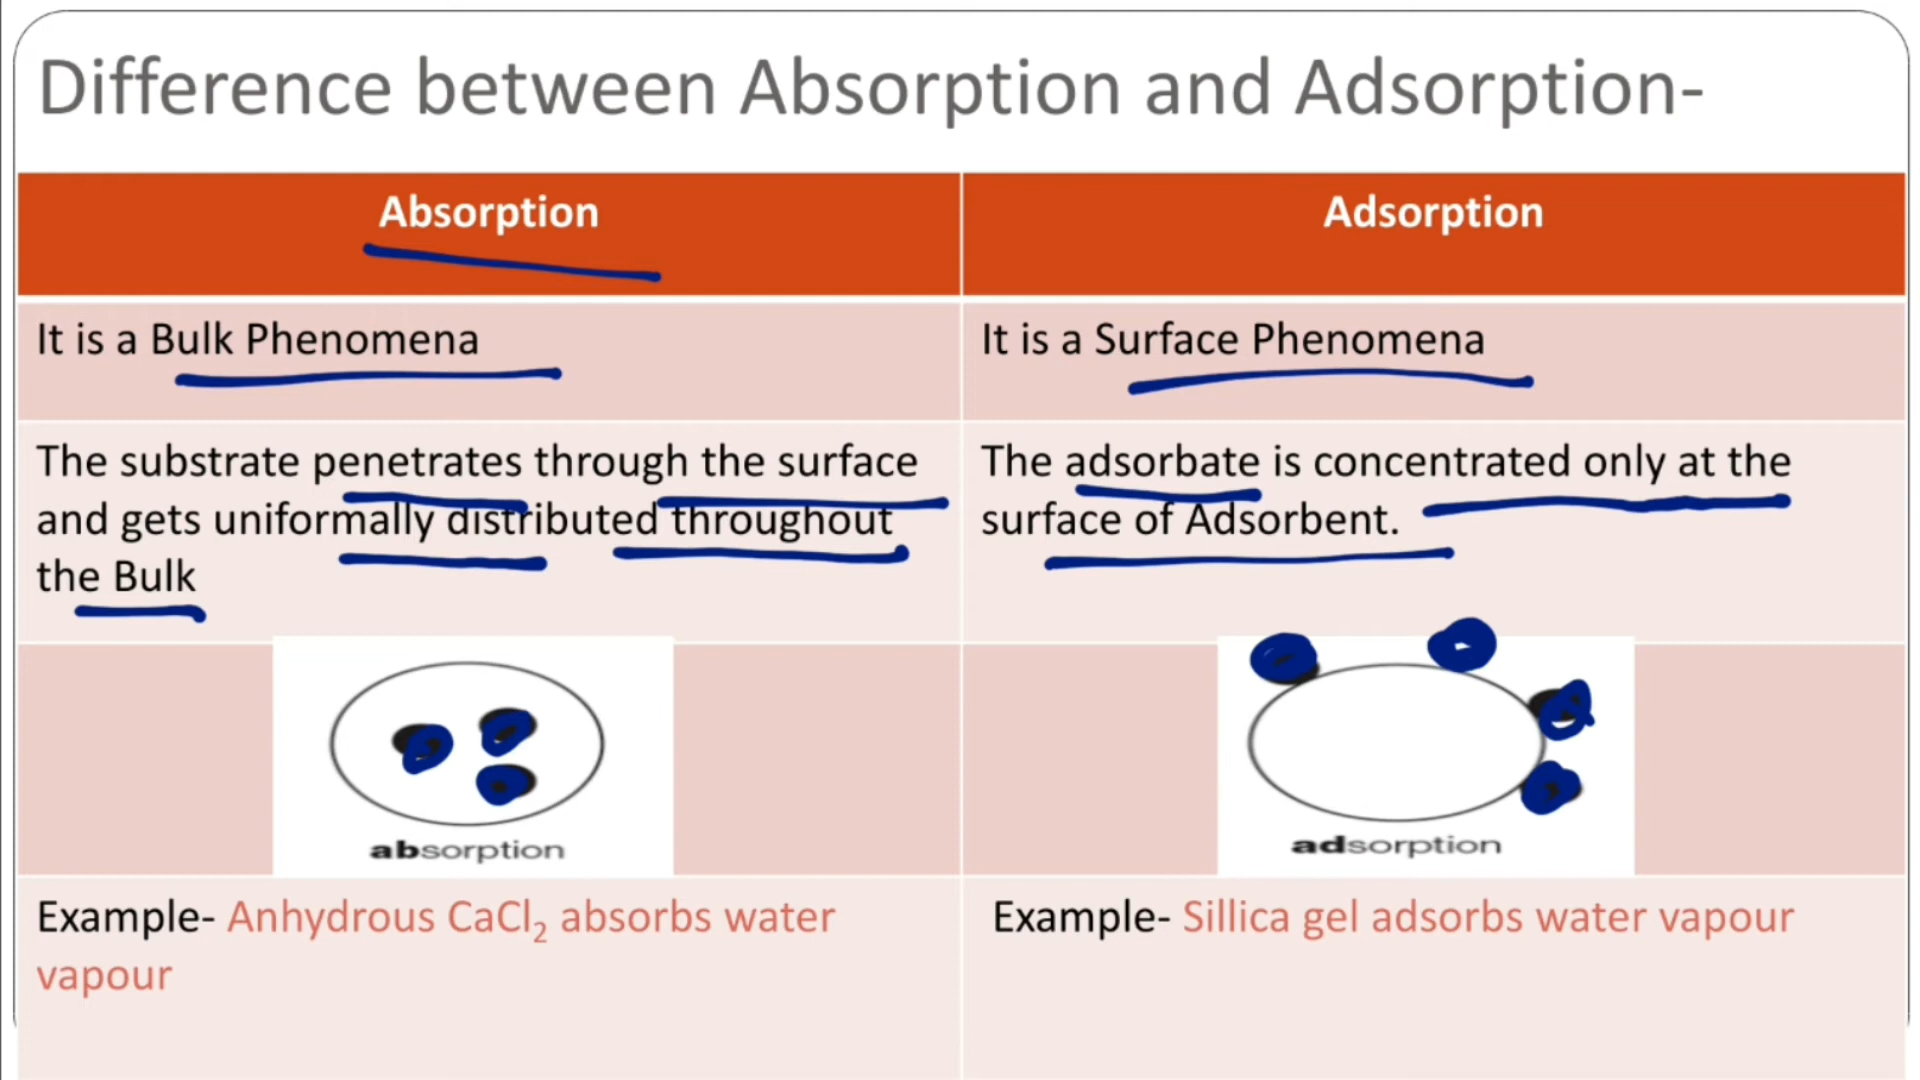 Difference between Absorption and Adsorption-
Absorption
Adsorption
It is a Bulk Phenomena
It is a Surface Phenomena
The substrate penetrates through the surface
and gets uniformally distributed throughout
the Bulk
The adsorbate is concentrated only at the
surface of Adsorbent.
absorption
adsorption
Example- Anhydrous CaCl₂ absorbs water
vapour
Example- Sillica gel adsorbs water vapour